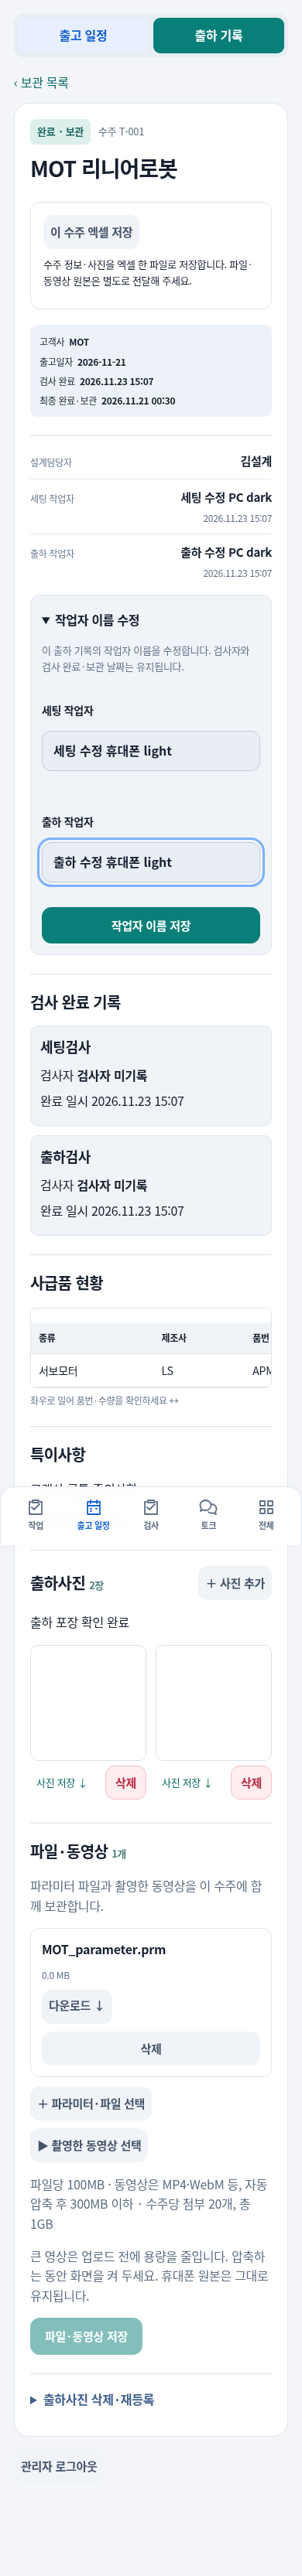 출고 일정
출하 기록
‹ 보관 목록
완료 · 보관 수주 T-001
MOT 리니어로봇
이 수주 엑셀 저장
수주 정보·사진을 엑셀 한 파일로 저장합니다. 파일·
동영상 원본은 별도로 전달해 주세요.
고객사 MOT
출고일자 2026-11-21
검사 완료 2026.11.23 15:07
최종 완료·보관 2026.11.21 00:30
설계담당자 김설계
세팅 작업자 세팅 수정 PC dark
2026.11.23 15:07
출하 작업자 출하 수정 PC dark
2026.11.23 15:07
▼ 작업자 이름 수정
이 출하 기록의 작업자 이름을 수정합니다. 검사자와
검사 완료·보관 날짜는 유지됩니다.
세팅 작업자
세팅 수정 휴대폰 light
출하 작업자
출하 수정 휴대폰 light
작업자 이름 저장
검사 완료 기록
세팅검사
검사자 검사자 미기록
완료 일시 2026.11.23 15:07
출하검사
검사자 검사자 미기록
완료 일시 2026.11.23 15:07
사급품 현황
종류 제조사 품번
서보모터 LS APM
좌우로 밀어 품번·수량을 확인하세요 ↔
특이사항
작업 출고 일정 검사 토크 전체
출하사진 2장 ＋ 사진 추가
출하 포장 확인 완료
사진 저장 ↓ 삭제 사진 저장 ↓ 삭제
파일·동영상 1개
파라미터 파일과 촬영한 동영상을 이 수주에 함
께 보관합니다.
MOT_parameter.prm
0.0 MB
다운로드 ↓
삭제
＋ 파라미터·파일 선택
▶ 촬영한 동영상 선택
파일당 100MB · 동영상은 MP4·WebM 등, 자동
압축 후 300MB 이하 · 수주당 첨부 20개, 총
1GB
큰 영상은 업로드 전에 용량을 줄입니다. 압축하
는 동안 화면을 켜 두세요. 휴대폰 원본은 그대로
유지됩니다.
파일·동영상 저장
▶ 출하사진 삭제·재등록
관리자 로그아웃